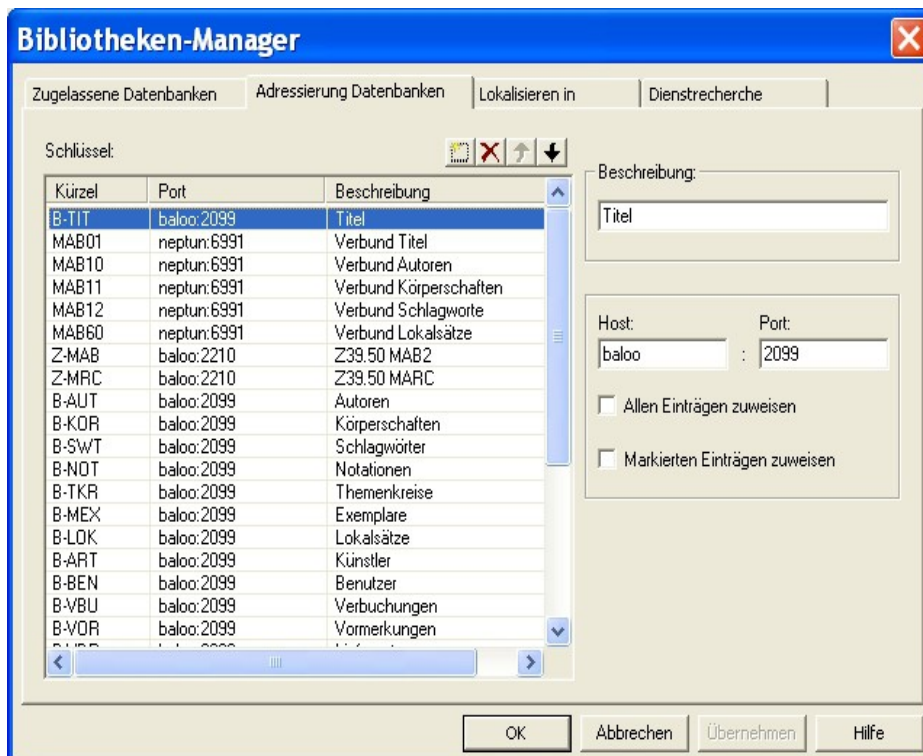 Bibliotheken-Manager
Zugelassene Datenbanken Adressierung Datenbanken Lokalisieren in Dienstrecherche
Schlüssel:
Kürzel Port Beschreibung
B-TIT baloo:2099 Titel
MAB01 neptun:6991 Verbund Titel
MAB10 neptun:6991 Verbund Autoren
MAB11 neptun:6991 Verbund Körperschaften
MAB12 neptun:6991 Verbund Schlagworte
MAB60 neptun:6991 Verbund Lokalsätze
Z-MAB baloo:2210 Z39.50 MAB2
Z-MRC baloo:2210 Z39.50 MARC
B-AUT baloo:2099 Autoren
B-KOR baloo:2099 Körperschaften
B-SWT baloo:2099 Schlagwörter
B-NOT baloo:2099 Notationen
B-TKR baloo:2099 Themenkreise
B-MEX baloo:2099 Exemplare
B-LOK baloo:2099 Lokalsätze
B-ART baloo:2099 Künstler
B-BEN baloo:2099 Benutzer
B-VBU baloo:2099 Verbuchungen
B-VOR baloo:2099 Vormerkungen
Beschreibung:
Titel
Host: Port:
baloo : 2099
Allen Einträgen zuweisen
Markierten Einträgen zuweisen
OK Abbrechen Übernehmen Hilfe